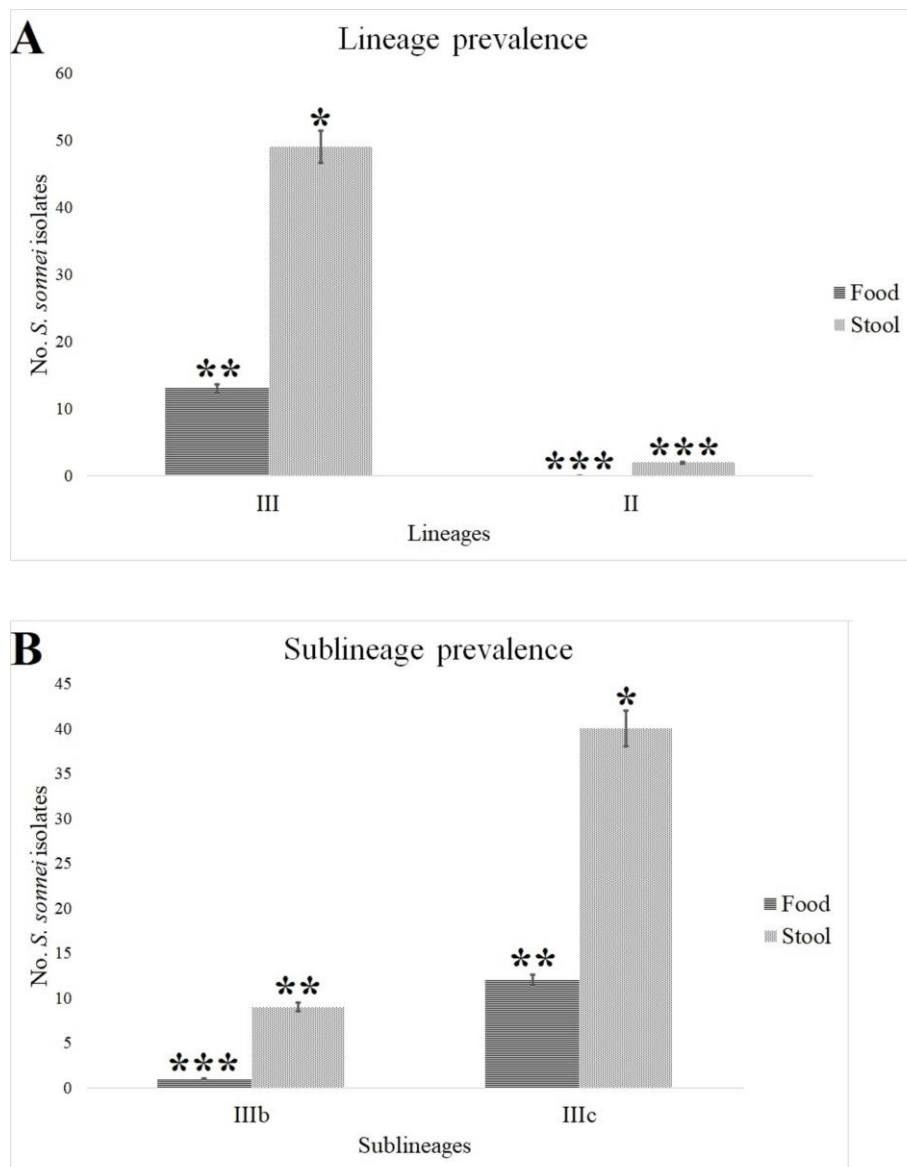 A
Lineage prevalence
60
50
40
30
20
10
0
No. S. sonnei isolates
*
**
***
***
III
II
Lineages
Food
Stool
B
Sublineage prevalence
45
40
35
30
25
20
15
10
5
0
No. S. sonnei isolates
***
**
**
*
IIIb
IIIc
Sublineages
Food
Stool